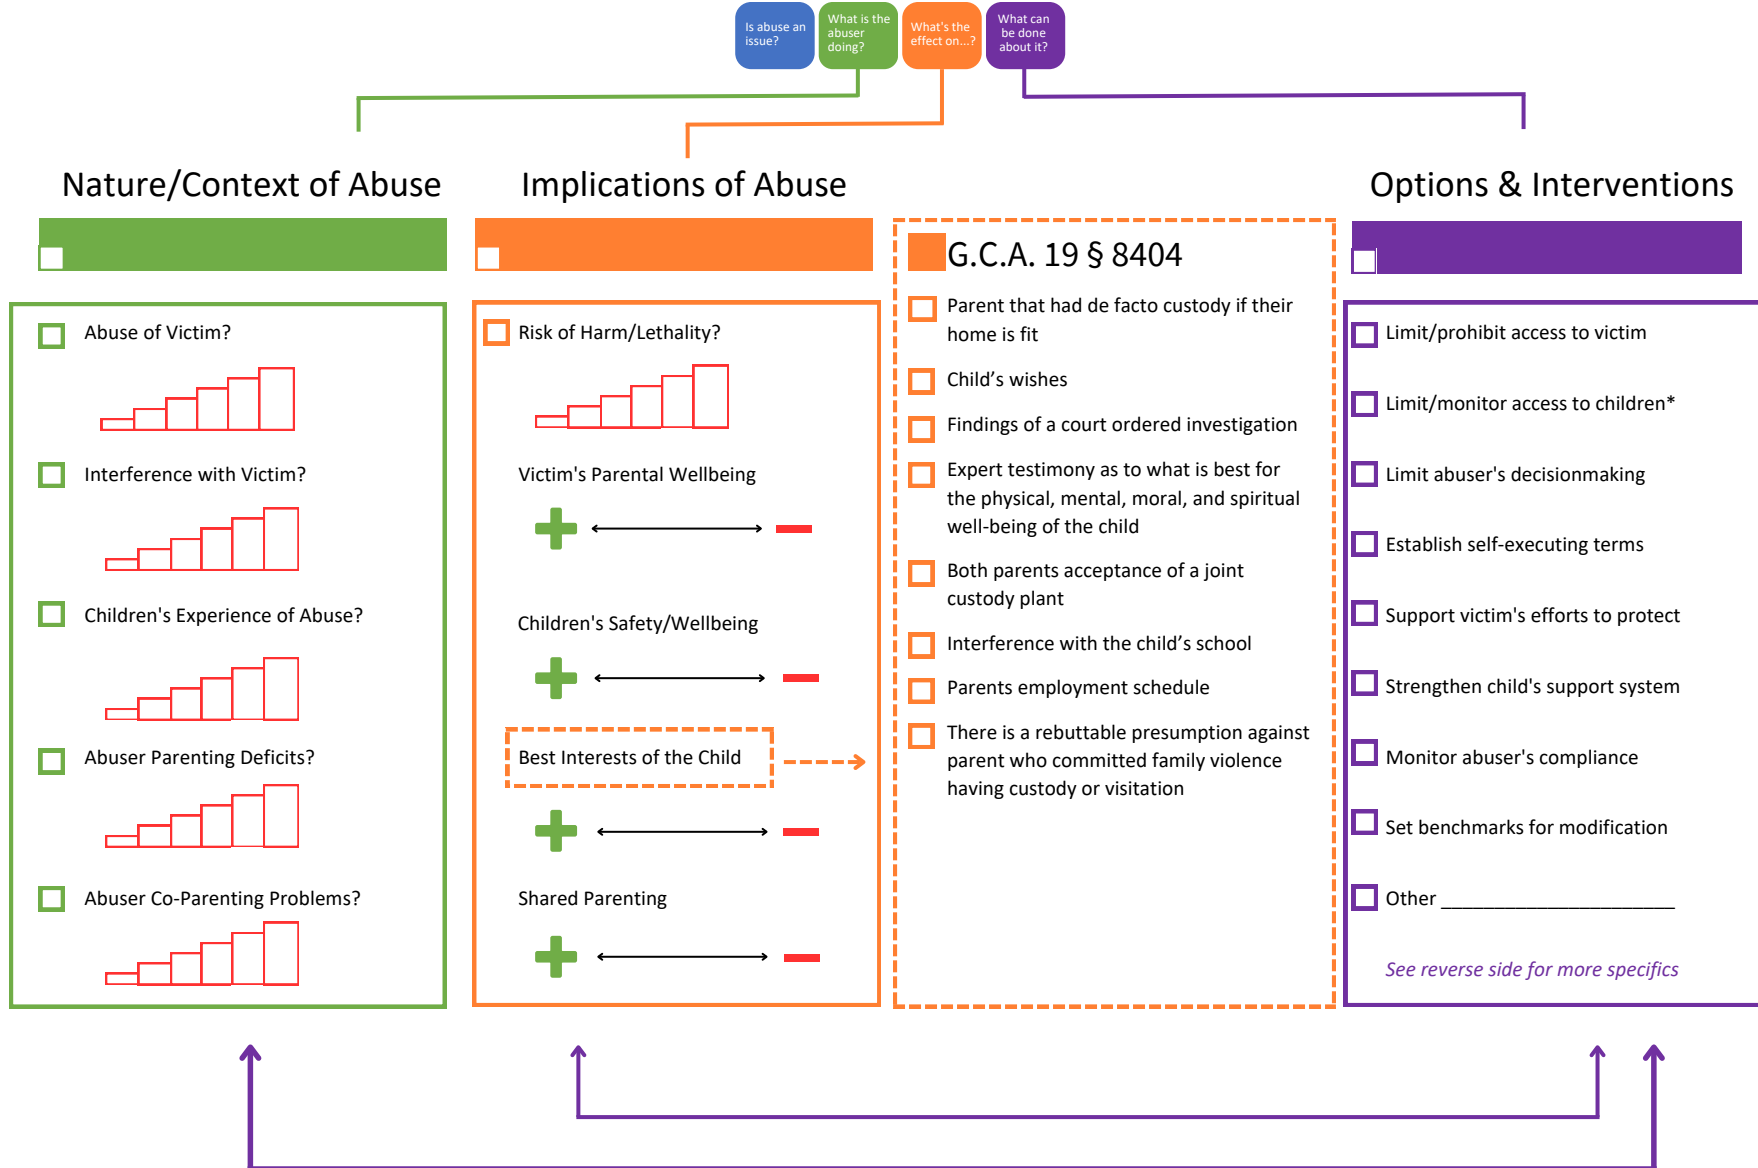 Is abuse an
issue?
What is the
abuser
doing?
What's the
effect on...?
What can
be done
about it?
Nature/Context of Abuse
Abuse of Victim?
Interference with Victim?
Children's Experience of Abuse?
Abuser Parenting Deficits?
Abuser Co-Parenting Problems?
Implications of Abuse
Risk of Harm/Lethality?
Victim's Parental Wellbeing
Children's Safety/Wellbeing
Best Interests of the Child
Shared Parenting
G.C.A. 19 § 8404
Parent that had de facto custody if their
home is fit
Child’s wishes
Findings of a court ordered investigation
Expert testimony as to what is best for
the physical, mental, moral, and spiritual
well-being of the child
Both parents acceptance of a joint
custody plant
Interference with the child’s school
Parents employment schedule
There is a rebuttable presumption against
parent who committed family violence
having custody or visitation
Options & Interventions
Limit/prohibit access to victim
Limit/monitor access to children*
Limit abuser's decisionmaking
Establish self-executing terms
Support victim's efforts to protect
Strengthen child's support system
Monitor abuser's compliance
Set benchmarks for modification
Other ______________________
See reverse side for more specifics